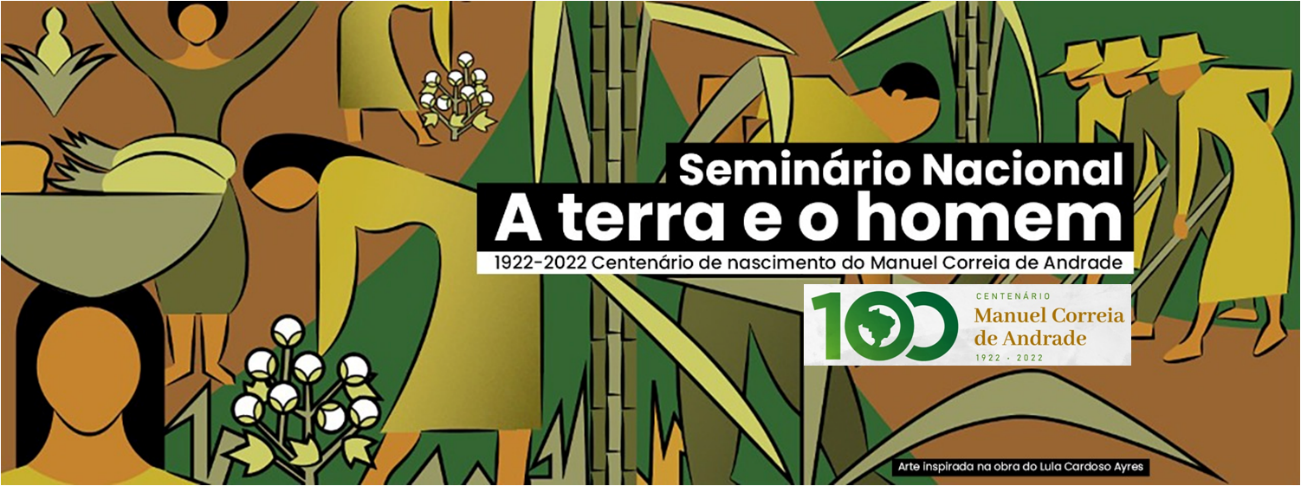 Seminário Nacional
A terra e o homem
1922-2022 Centenário de nascimento do Manuel Correia de Andrade
100
CENTENÁRIO
Manuel Correia
de Andrade
1922 - 2022
Arte inspirada na obra do Lula Cardoso Ayres